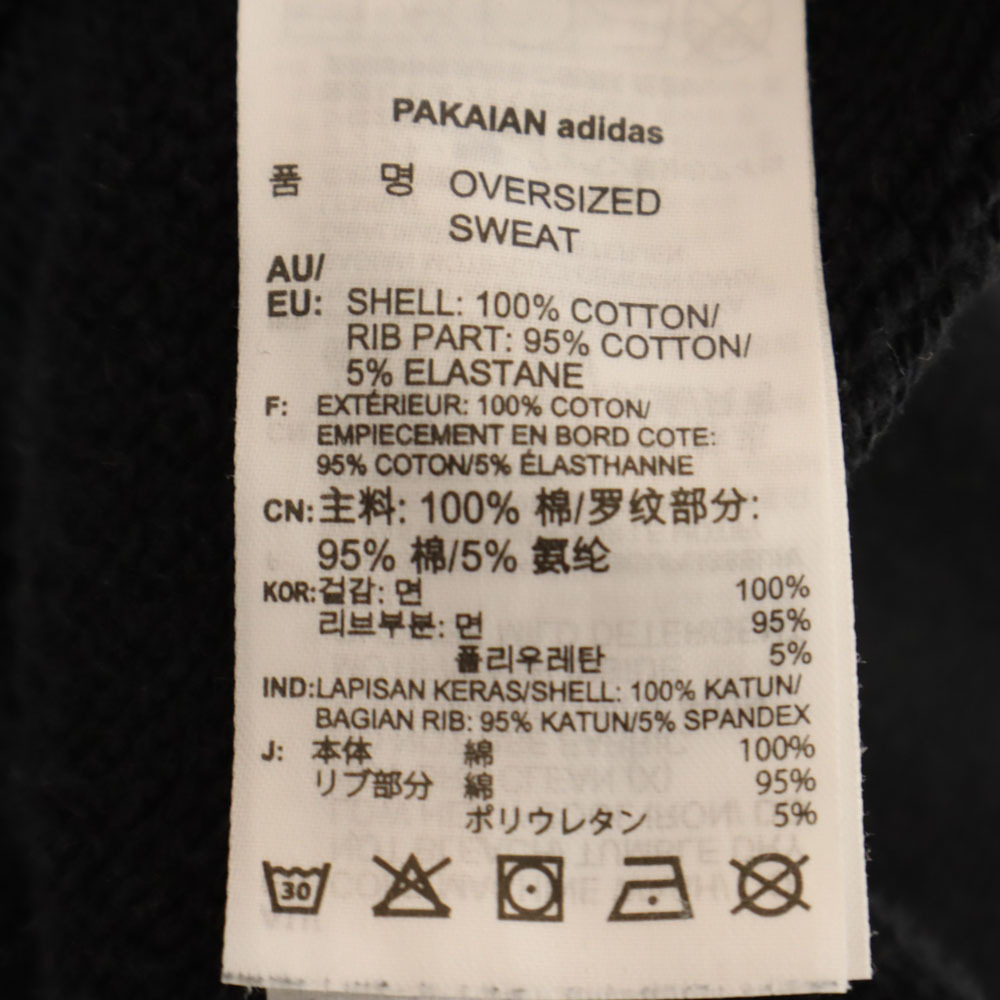 PAKAIAN adidas
품 명 OVERSIZED
SWEAT
AU/
EU: SHELL: 100% COTTON/
RIB PART: 95% COTTON/
5% ELASTANE
F: EXTÉRIEUR: 100% COTON/
EMPIECEMENT EN BORD COTE:
95% COTON/5% ÉLASTHANNE
CN: 主料: 100% 棉/罗纹部分:
95% 棉/5% 氨纶
KOR: 겉감: 면 100%
리브부분: 면 95%
폴리우레탄 5%
IND: LAPISAN KERAS/SHELL: 100% KATUN/
BAGIAN RIB: 95% KATUN/5% SPANDEX
J: 本体 綿 100%
リブ部分 綿 95%
ポリウレタン 5%
30